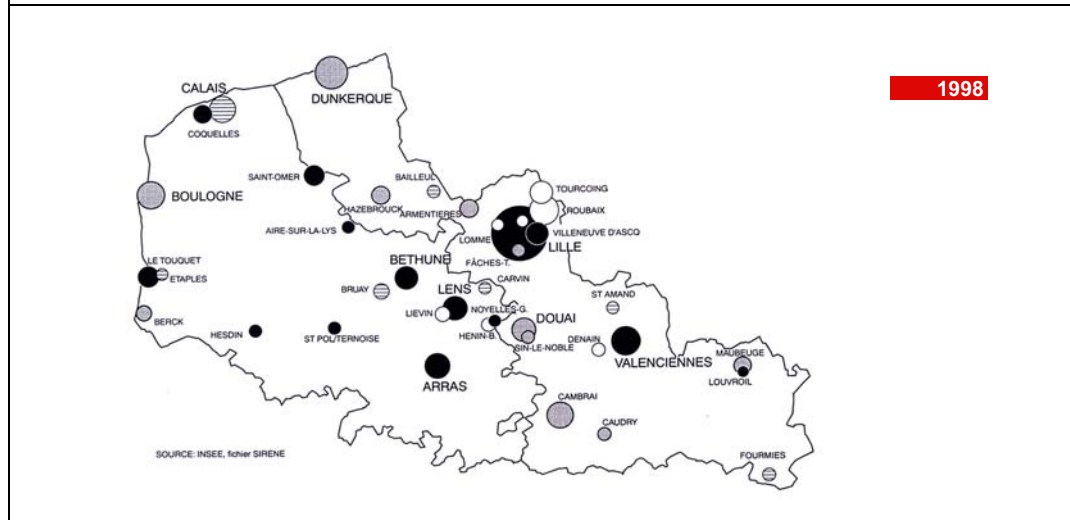 1998
CALAIS
DUNKERQUE
COQUELLES
SAINT-OMER
BAILLEUL
TOURCOING
BOULOGNE
HAZEBROUCK
ARMENTIERES
ROUBAIX
AIRE-SUR-LA-LYS
VILLENEUVE D'ASCQ
LOMME
LILLE
LE TOUQUET
BETHUNE
FÂCHES-T.
ETAPLES
CARVIN
BRUAY
LENS
ST AMAND
LIEVIN
NOYELLES-G.
BERCK
DOUAI
HESDIN
ST POL/TERNOISE
HENIN-B.
SIN-LE-NOBLE
DENAIN
VALENCIENNES
MAUBEUGE
ARRAS
LOUVROIL
CAMBRAI
CAUDRY
SOURCE: INSEE, fichier SIRENE
FOURMIES